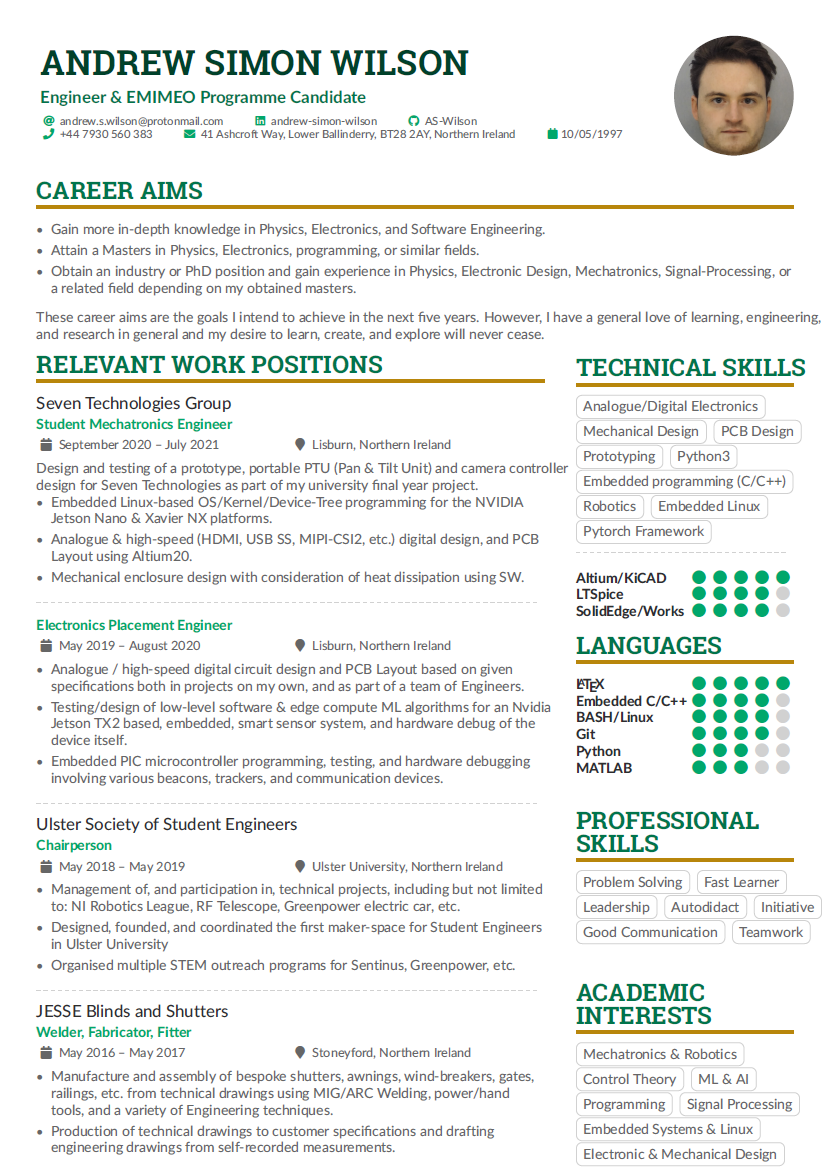 ANDREW SIMON WILSON
Engineer & EMIMEO Programme Candidate
andrew.s.wilson@protonmail.com andrew-simon-wilson AS-Wilson
+44 7930 560 383 41 Ashcroft Way, Lower Ballinderry, BT28 2AY, Northern Ireland 10/05/1997
CAREER AIMS
• Gain more in-depth knowledge in Physics, Electronics, and Software Engineering.
• Attain a Masters in Physics, Electronics, programming, or similar fields.
• Obtain an industry or PhD position and gain experience in Physics, Electronic Design, Mechatronics, Signal-Processing, or
a related field depending on my obtained masters.
These career aims are the goals I intend to achieve in the next five years. However, I have a general love of learning, engineering,
and research in general and my desire to learn, create, and explore will never cease.
RELEVANT WORK POSITIONS
Seven Technologies Group
Student Mechatronics Engineer
September 2020 – July 2021 Lisburn, Northern Ireland
Design and testing of a prototype, portable PTU (Pan & Tilt Unit) and camera controller
design for Seven Technologies as part of my university final year project.
• Embedded Linux-based OS/Kernel/Device-Tree programming for the NVIDIA
Jetson Nano & Xavier NX platforms.
• Analogue & high-speed (HDMI, USB SS, MIPI-CSI2, etc.) digital design, and PCB
Layout using Altium20.
• Mechanical enclosure design with consideration of heat dissipation using SW.
Electronics Placement Engineer
May 2019 – August 2020 Lisburn, Northern Ireland
• Analogue / high-speed digital circuit design and PCB Layout based on given
specifications both in projects on my own, and as part of a team of Engineers.
• Testing/design of low-level software & edge compute ML algorithms for an Nvidia
Jetson TX2 based, embedded, smart sensor system, and hardware debug of the
device itself.
• Embedded PIC microcontroller programming, testing, and hardware debugging
involving various beacons, trackers, and communication devices.
Ulster Society of Student Engineers
Chairperson
May 2018 – May 2019 Ulster University, Northern Ireland
• Management of, and participation in, technical projects, including but not limited
to: NI Robotics League, RF Telescope, Greenpower electric car, etc.
• Designed, founded, and coordinated the first maker-space for Student Engineers
in Ulster University
• Organised multiple STEM outreach programs for Sentinus, Greenpower, etc.
JESSE Blinds and Shutters
Welder, Fabricator, Fitter
May 2016 – May 2017 Stoneyford, Northern Ireland
• Manufacture and assembly of bespoke shutters, awnings, wind-breakers, gates,
railings, etc. from technical drawings using MIG/ARC Welding, power/hand
tools, and a variety of Engineering techniques.
• Production of technical drawings to customer specifications and drafting
engineering drawings from self-recorded measurements.
TECHNICAL SKILLS
Analogue/Digital Electronics
Mechanical Design PCB Design
Prototyping Python3
Embedded programming (C/C++)
Robotics Embedded Linux
Pytorch Framework
Altium/KiCAD
LTSpice
SolidEdge/Works
LANGUAGES
LATEX
Embedded C/C++
BASH/Linux
Git
Python
MATLAB
PROFESSIONAL
SKILLS
Problem Solving Fast Learner
Leadership Autodidact Initiative
Good Communication Teamwork
ACADEMIC
INTERESTS
Mechatronics & Robotics
Control Theory ML & AI
Programming Signal Processing
Embedded Systems & Linux
Electronic & Mechanical Design